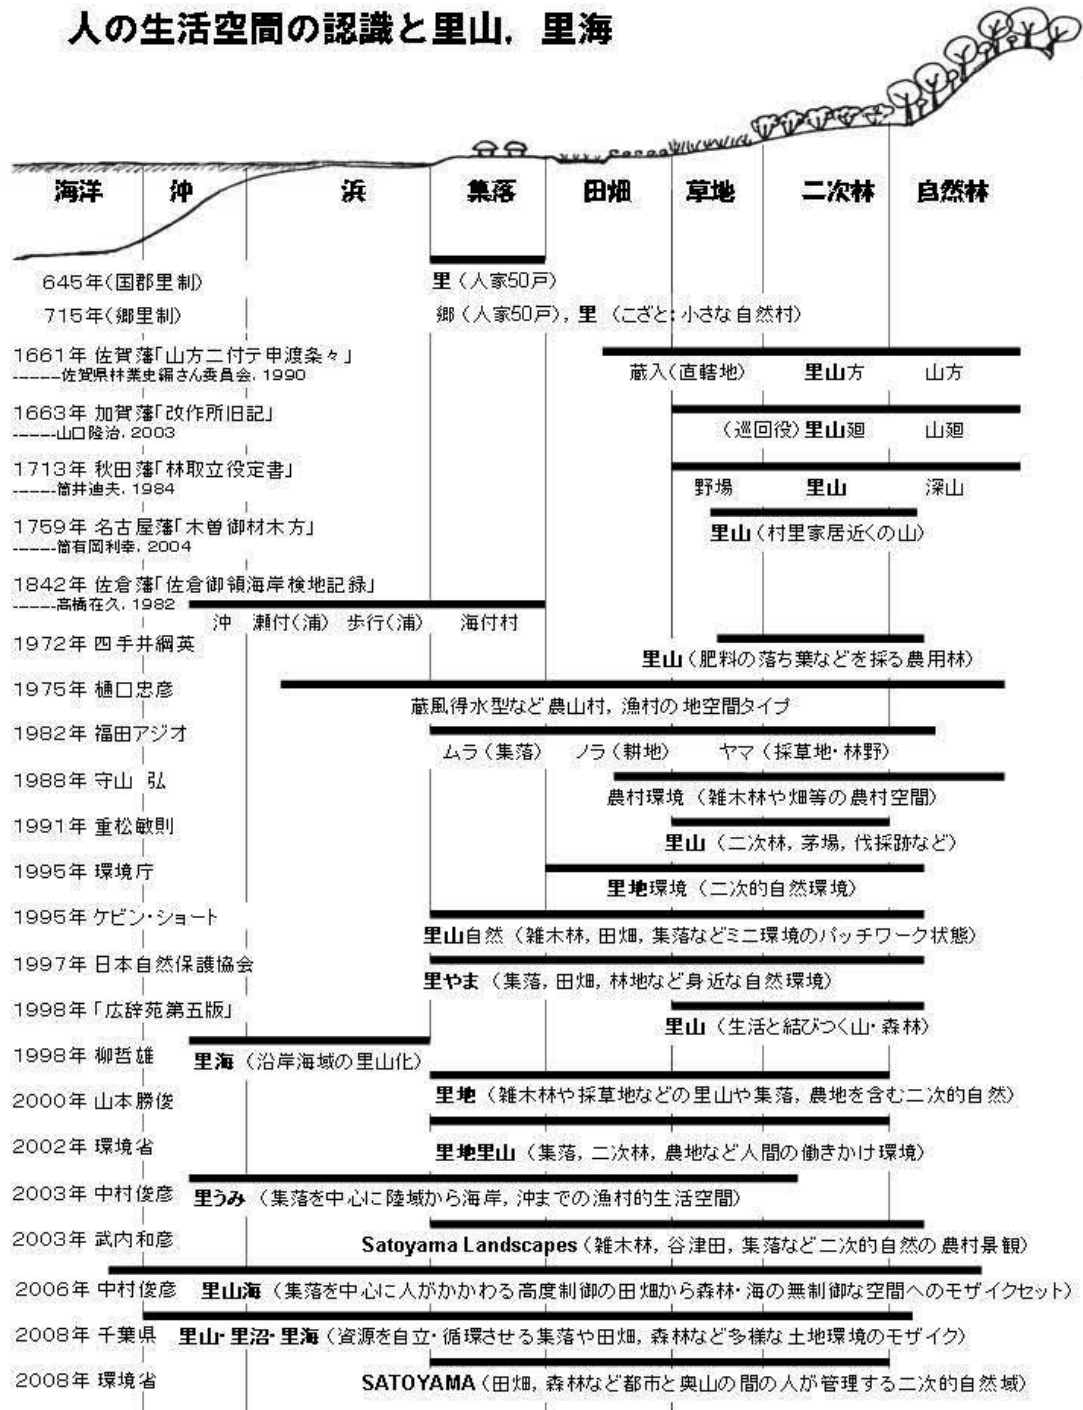 人の生活空間の認識と里山，里海
海洋 沖 浜 集落 田畑 草地 二次林 自然林
645年(国郡里制) 里（人家50戸）
715年(郷里制) 郷（人家50戸），里（こざと：小さな自然村）
1661年 佐賀藩「山方二付テ申渡条々」
-----佐賀県林業史編さん委員会．1990 蔵入(直轄地) 里山方 山方
1663年 加賀藩「改作所旧記」
-----山口隆治．2003 （巡回役）里山廻 山廻
1713年 秋田藩「林取立役定書」
-----筒井迪夫．1984 野場 里山 深山
1759年 名古屋藩「木曽御材木方」 里山（村里家居近くの山）
-----筒有岡利幸．2004
1842年 佐倉藩「佐倉御領海岸検地記録」
-----高橋在久．1982 沖 瀬付(浦) 歩行(浦) 海付村
1972年 四手井綱英 里山（肥料の落ち葉などを採る農用林）
1975年 樋口忠彦 蔵風得水型など農山村，漁村の地空間タイプ
1982年 福田アジオ ムラ（集落） ノラ（耕地） ヤマ（採草地・林野）
1988年 守山 弘 農村環境（雑木林や畑等の農村空間）
1991年 重松敏則 里山（二次林，茅場，伐採跡など）
1995年 環境庁 里地環境（二次的自然環境）
1995年 ケビン・ショート 里山自然（雑木林，田畑，集落などミニ環境のパッチワーク状態）
1997年 日本自然保護協会 里やま（集落，田畑，林地など身近な自然環境）
1998年「広辞苑第五版」 里山（生活と結びつく山・森林）
1998年 柳哲雄 里海（沿岸海域の里山化）
2000年 山本勝俊 里地（雑木林や採草地などの里山や集落，農地を含む二次的自然）
2002年 環境省 里地里山（集落，二次林，農地など人間の働きかけ環境）
2003年 中村俊彦 里うみ（集落を中心に陸域から海岸，沖までの漁村的生活空間）
2003年 武内和彦 Satoyama Landscapes（雑木林，谷津田，集落など二次的自然の農村景観）
2006年 中村俊彦 里山海（集落を中心に人がかかわる高度制御の田畑から森林・海の無制御な空間へのモザイクセット）
2008年 千葉県 里山・里沼・里海（資源を自立・循環させる集落や田畑，森林など多様な土地環境のモザイク）
2008年 環境省 SATOYAMA（田畑，森林など都市と奥山の間の人が管理する二次的自然域）